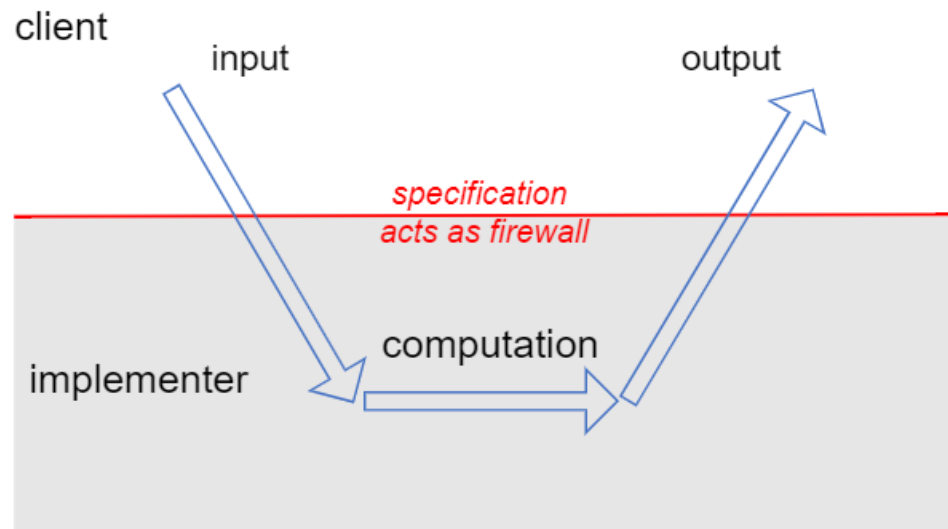 client
input
output
specification
acts as firewall
computation
implementer